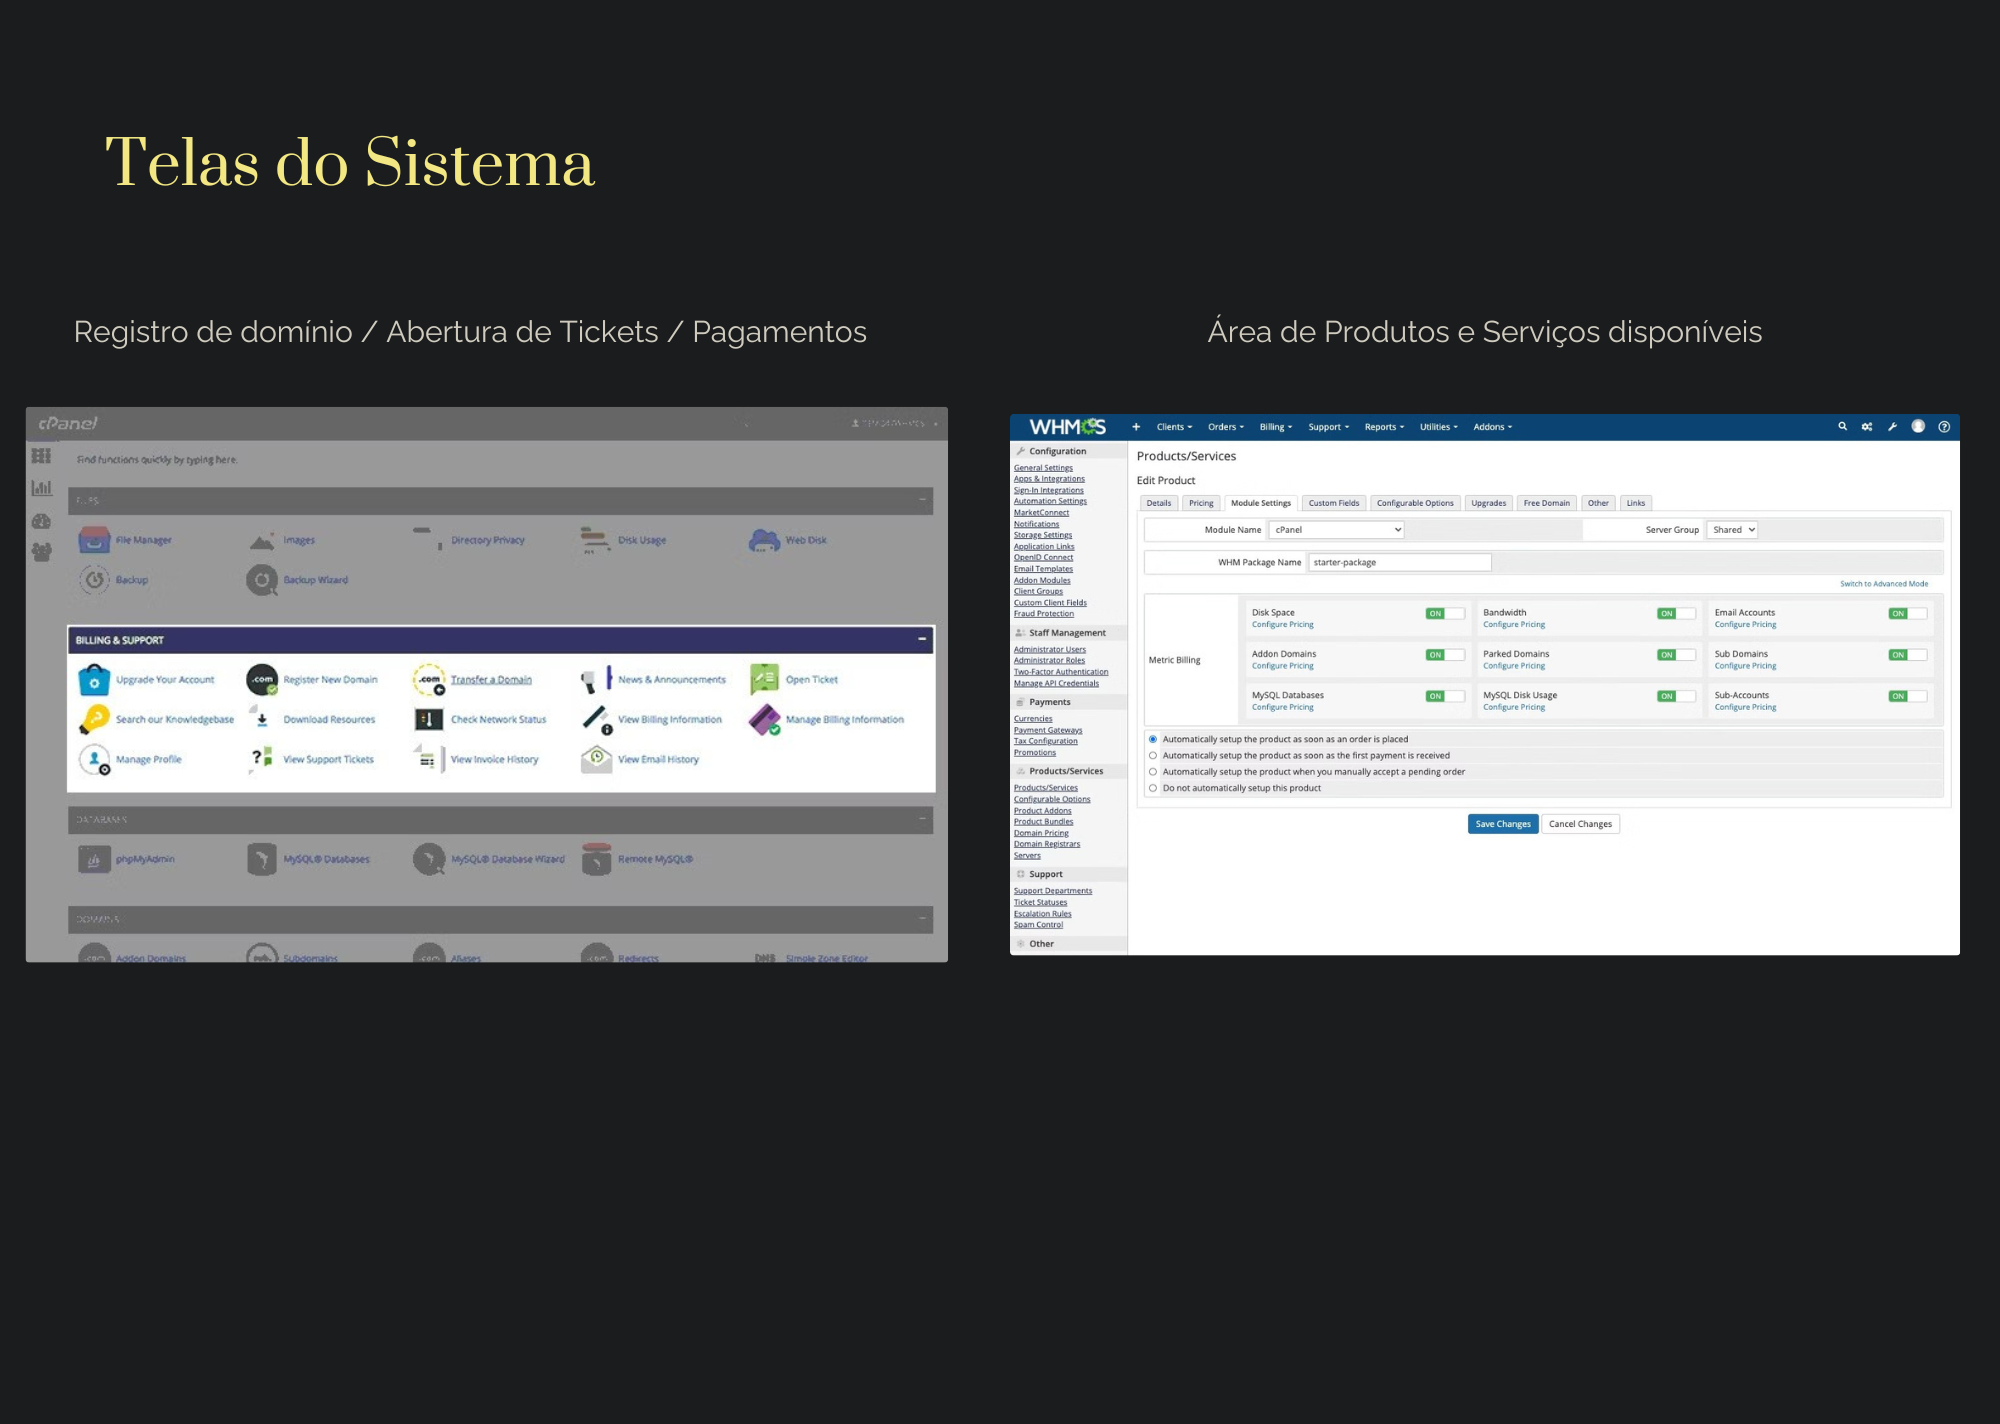 Telas do Sistema
Registro de domínio / Abertura de Tickets / Pagamentos
Área de Produtos e Serviços disponíveis
cPanel
Find functions quickly by typing here.
FILES
File Manager Images Directory Privacy Disk Usage Web Disk
Backup Backup Wizard
BILLING & SUPPORT
Upgrade Your Account Register New Domain Transfer a Domain News & Announcements Open Ticket
Search our Knowledgebase Download Resources Check Network Status View Billing Information Manage Billing Information
Manage Profile View Support Tickets View Invoice History View Email History
DATABASES
phpMyAdmin MySQL® Databases MySQL® Database Wizard Remote MySQL®
DOMAINS
Addon Domains Subdomains Aliases Redirects Simple Zone Editor
WHMCS
Clients Orders Billing Support Reports Utilities Addons
Configuration
General Settings
Apps & Integrations
Sign-In Integrations
Automation Settings
MarketConnect
Notifications
Storage Settings
Application Links
OpenID Connect
Email Templates
Addon Modules
Client Groups
Custom Client Fields
Fraud Protection
Staff Management
Administrator Users
Administrator Roles
Two-Factor Authentication
Manage API Credentials
Payments
Currencies
Payment Gateways
Tax Configuration
Promotions
Products/Services
Products/Services
Configurable Options
Product Addons
Product Bundles
Domain Pricing
Domain Registrars
Servers
Support
Support Departments
Ticket Statuses
Escalation Rules
Spam Control
Other
Products/Services
Edit Product
Details Pricing Module Settings Custom Fields Configurable Options Upgrades Free Domain Other Links
Module Name cPanel Server Group Shared
WHM Package Name starter-package
Switch to Advanced Mode
Metric Billing
Disk Space ON Bandwidth ON Email Accounts ON
Configure Pricing Configure Pricing Configure Pricing
Addon Domains ON Parked Domains ON Sub Domains ON
Configure Pricing Configure Pricing Configure Pricing
MySQL Databases ON MySQL Disk Usage ON Sub-Accounts ON
Configure Pricing Configure Pricing Configure Pricing
Automatically setup the product as soon as an order is placed
Automatically setup the product as soon as the first payment is received
Automatically setup the product when you manually accept a pending order
Do not automatically setup this product
Save Changes Cancel Changes